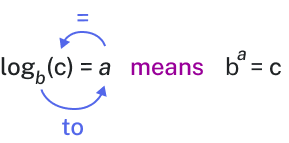 =
log_b(c) = a means b^a = c
to